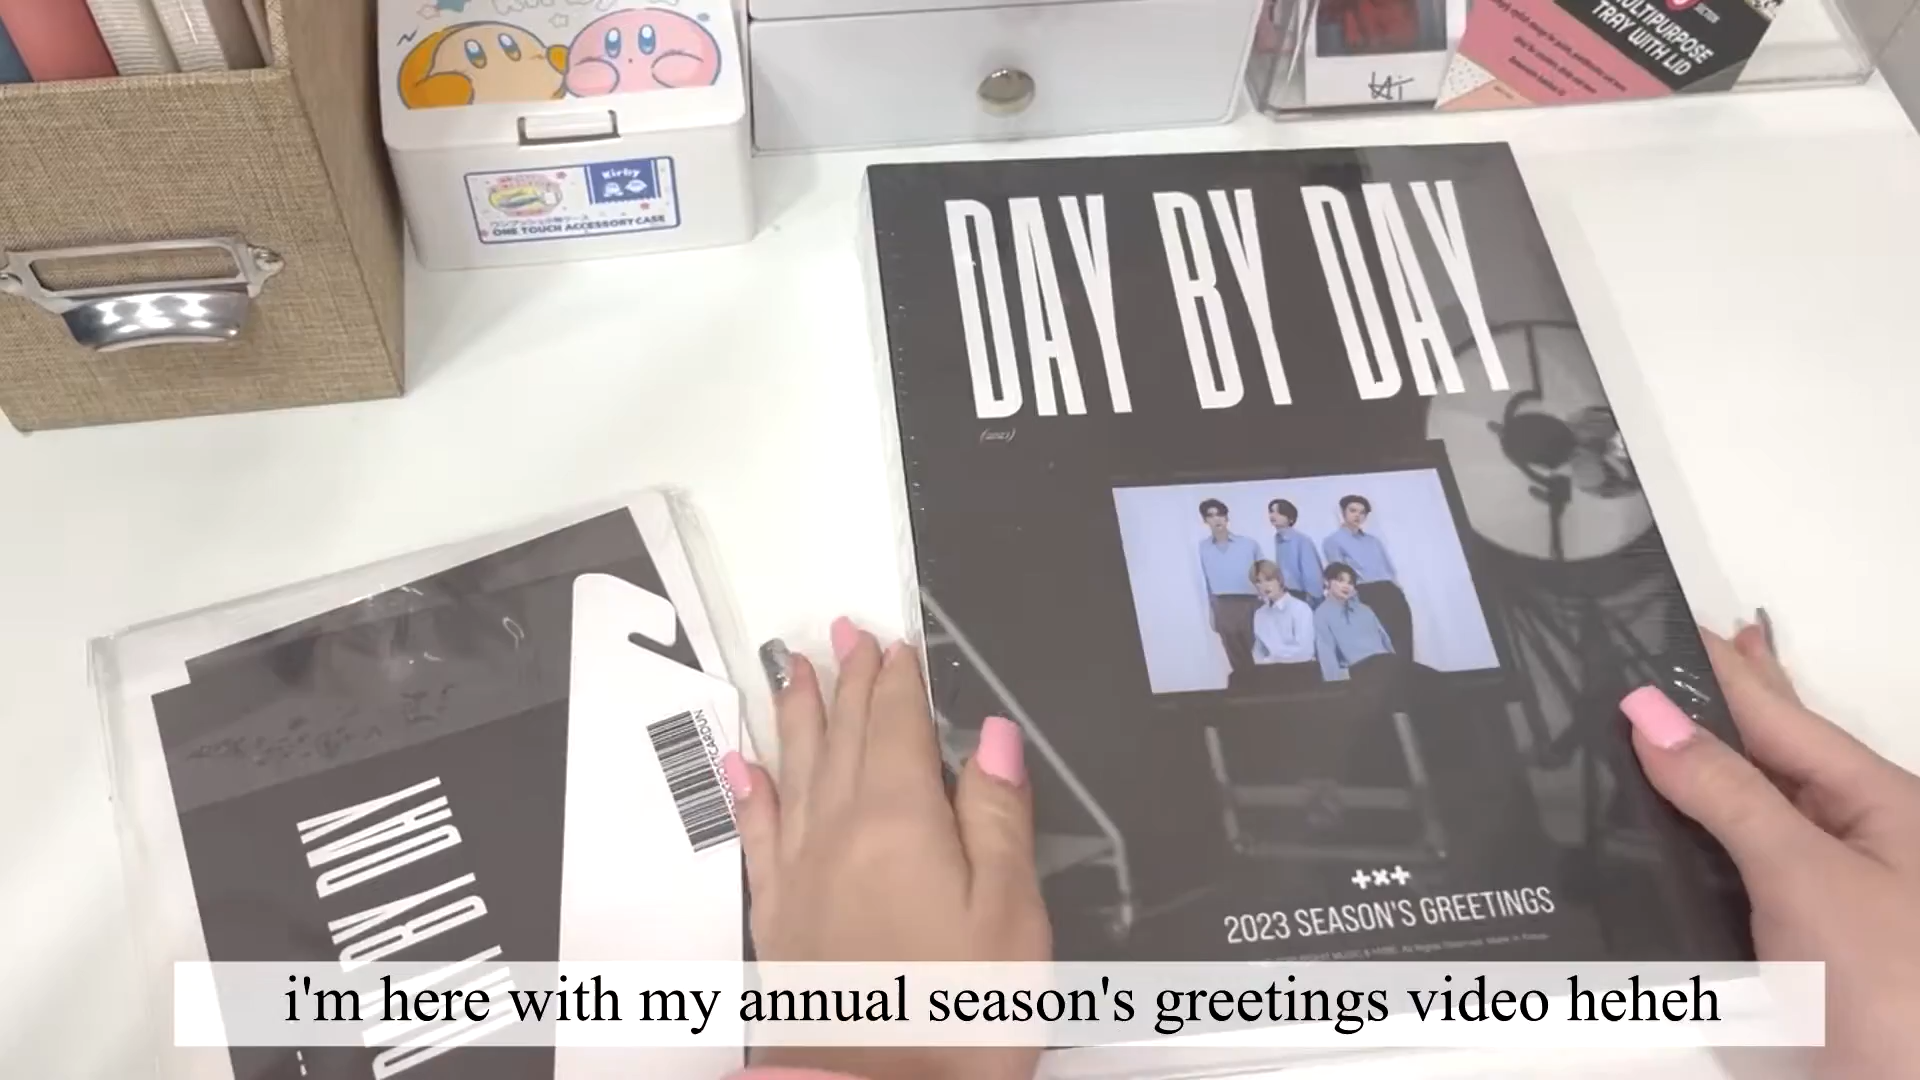 Kirby
ONE TOUCH ACCESSORY CASE
MULTIPURPOSE
TRAY WITH LID
DAY BY DAY
2023 SEASON'S GREETINGS
DAY BY DAY
i'm here with my annual season's greetings video heheh